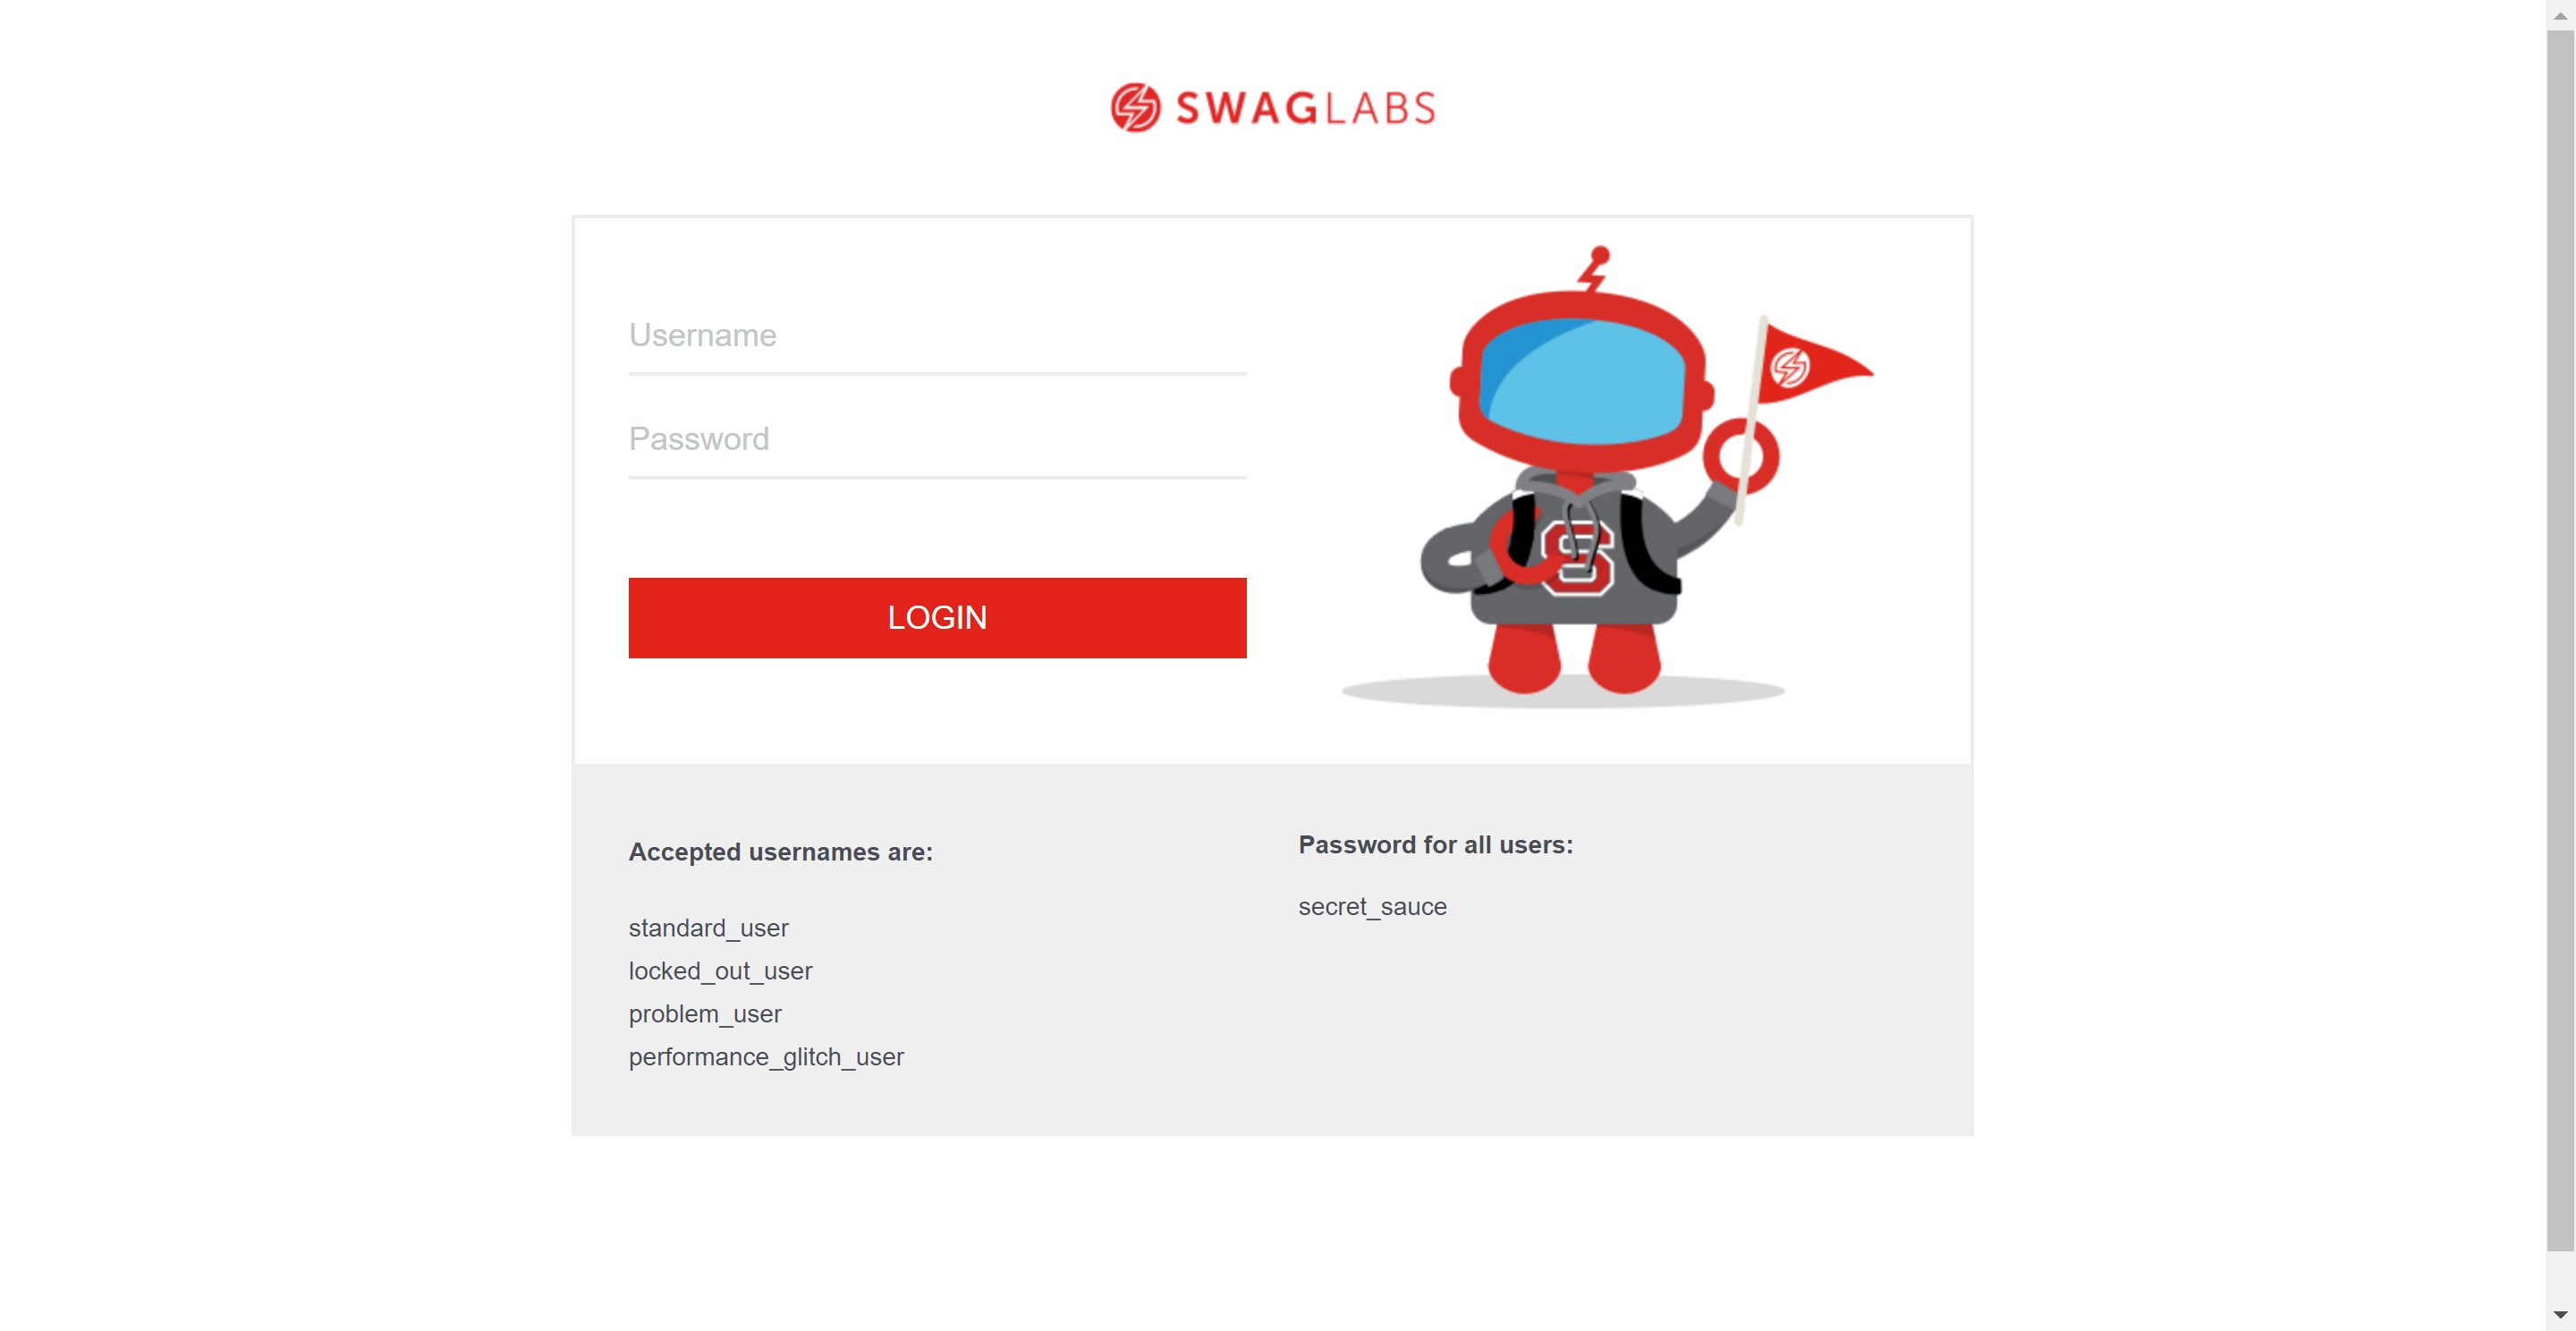 SWAGLABS
Username
Password
LOGIN
S
Accepted usernames are:
standard_user
locked_out_user
problem_user
performance_glitch_user
Password for all users:
secret_sauce